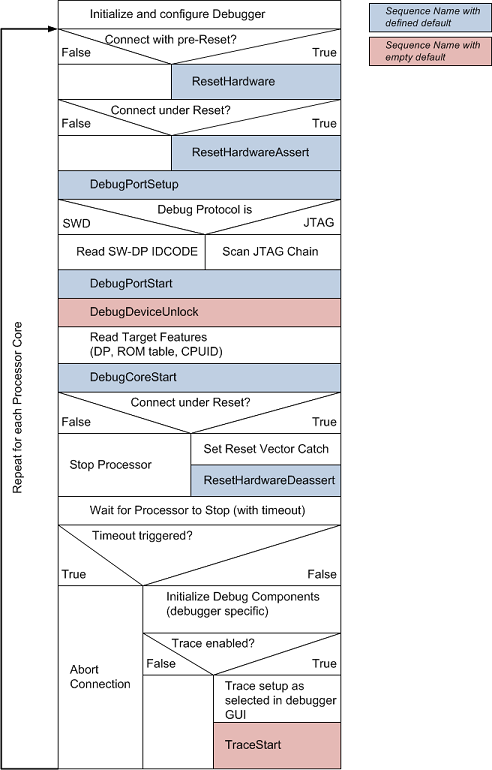 Initialize and configure Debugger
Sequence Name with
defined default
Sequence Name with
empty default
Connect with pre-Reset?
False
True
ResetHardware
Connect under Reset?
False
True
ResetHardwareAssert
DebugPortSetup
Debug Protocol is
SWD
JTAG
Read SW-DP IDCODE
Scan JTAG Chain
DebugPortStart
DebugDeviceUnlock
Read Target Features
(DP, ROM table, CPUID)
DebugCoreStart
Connect under Reset?
False
True
Stop Processor
Set Reset Vector Catch
ResetHardwareDeassert
Wait for Processor to Stop (with timeout)
Timeout triggered?
True
False
Initialize Debug Components
(debugger specific)
Trace enabled?
False
True
Abort
Connection
Trace setup as
selected in debugger
GUI
TraceStart
Repeat for each Processor Core